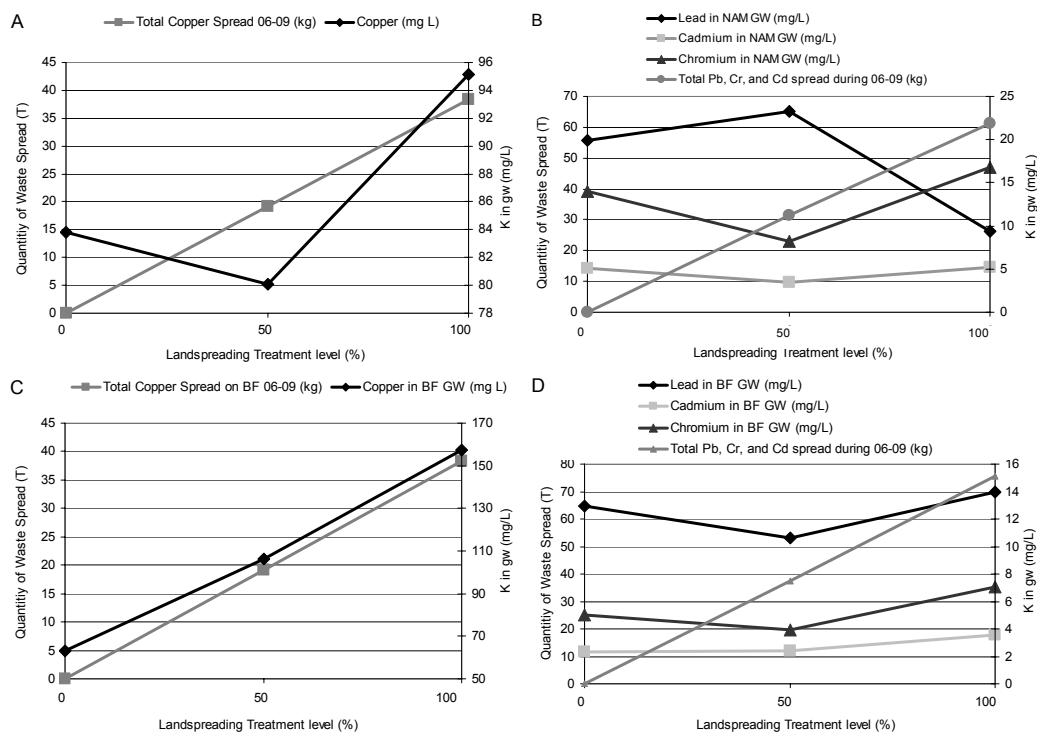 A
Total Copper Spread 06-09 (kg)
Copper (mg L)
Quantitiy of Waste Spread (T)
45
40
35
30
25
20
15
10
5
0
96
94
92
90
88
86
84
82
80
78
K in gw (mg/L)
0
50
100
Landspreading Treatment level (%)
B
Lead in NAM GW (mg/L)
Cadmium in NAM GW (mg/L)
Chromium in NAM GW (mg/L)
Total Pb, Cr, and Cd spread during 06-09 (kg)
Quantitiy of Waste Spread (T)
70
60
50
40
30
20
10
0
25
20
15
10
5
0
K in gw (mg/L)
0
50
100
Landspreading Treatment level (%)
C
Total Copper Spread on BF 06-09 (kg)
Copper in BF GW (mg L)
Quantitiy of Waste Spread (T)
45
40
35
30
25
20
15
10
5
0
170
150
130
110
90
70
50
K in gw (mg/L)
0
50
100
Landspreading Treatment level (%)
D
Lead in BF GW (mg/L)
Cadmium in BF GW (mg/L)
Chromium in BF GW (mg/L)
Total Pb, Cr, and Cd spread during 06-09 (kg)
Quantitiy of Waste Spread (T)
80
70
60
50
40
30
20
10
0
16
14
12
10
8
6
4
2
0
K in gw (mg/L)
0
50
100
Landspreading Treatment level (%)